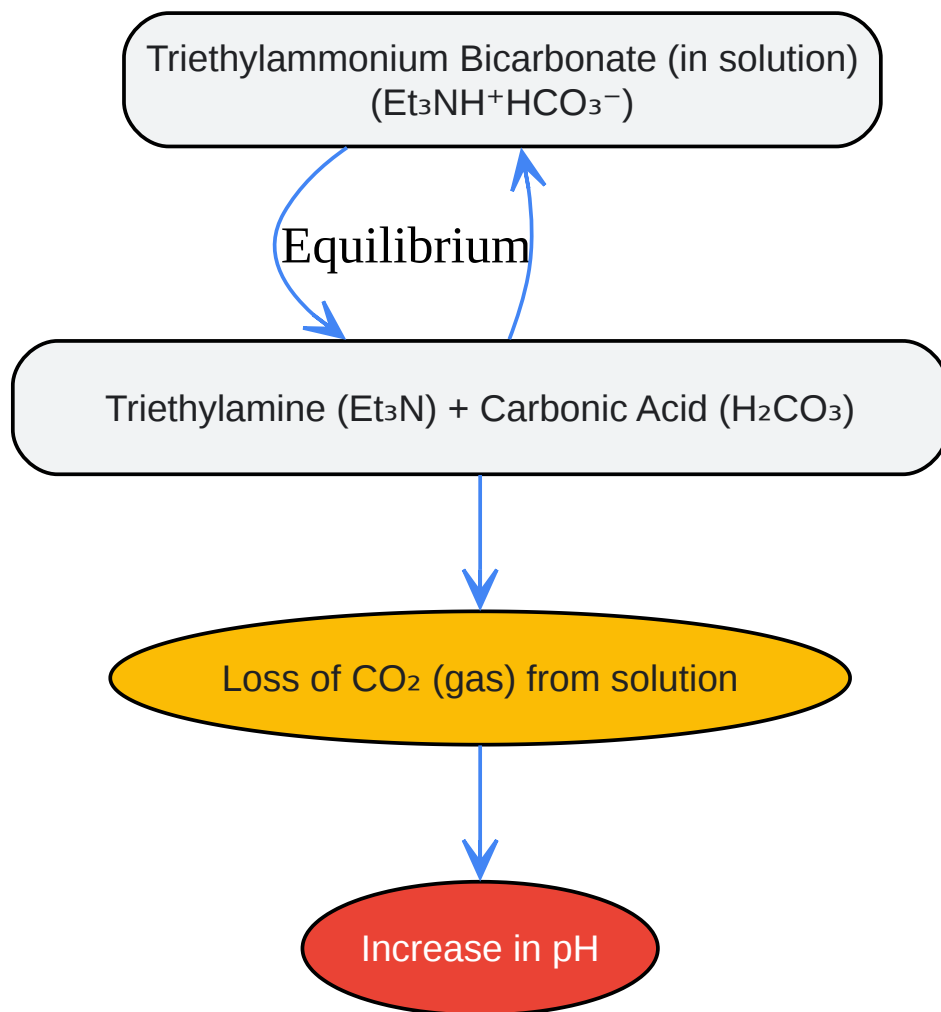 Triethylammonium Bicarbonate (in solution)
(Et₃NH⁺HCO₃⁻)
Equilibrium
Triethylamine (Et₃N) + Carbonic Acid (H₂CO₃)
Loss of CO₂ (gas) from solution
Increase in pH